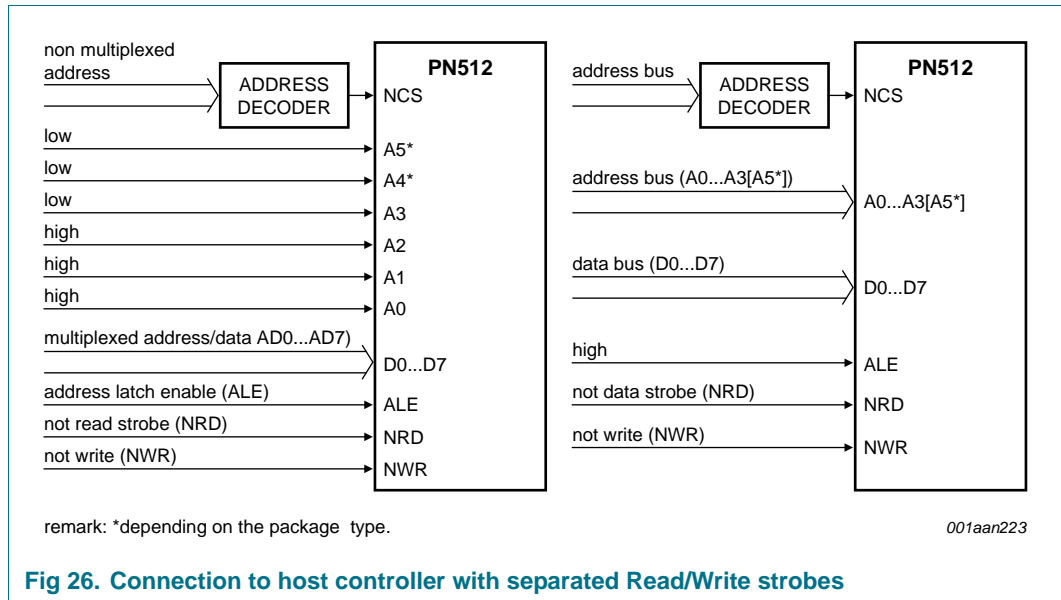 non multiplexed
address
ADDRESS
DECODER
PN512
NCS
low
A5*
low
A4*
low
A3
high
A2
high
A1
high
A0
multiplexed address/data AD0...AD7)
D0...D7
address latch enable (ALE)
ALE
not read strobe (NRD)
NRD
not write (NWR)
NWR
address bus
ADDRESS
DECODER
PN512
NCS
address bus (A0...A3[A5*])
A0...A3[A5*]
data bus (D0...D7)
D0...D7
high
ALE
not data strobe (NRD)
NRD
not write (NWR)
NWR
remark: *depending on the package type.
001aan223
Fig 26. Connection to host controller with separated Read/Write strobes